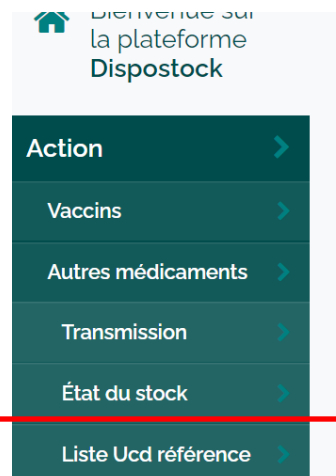 Bienvenue sur
la plateforme
Dispostock
Action
Vaccins
Autres médicaments
Transmission
État du stock
Liste Ucd référence